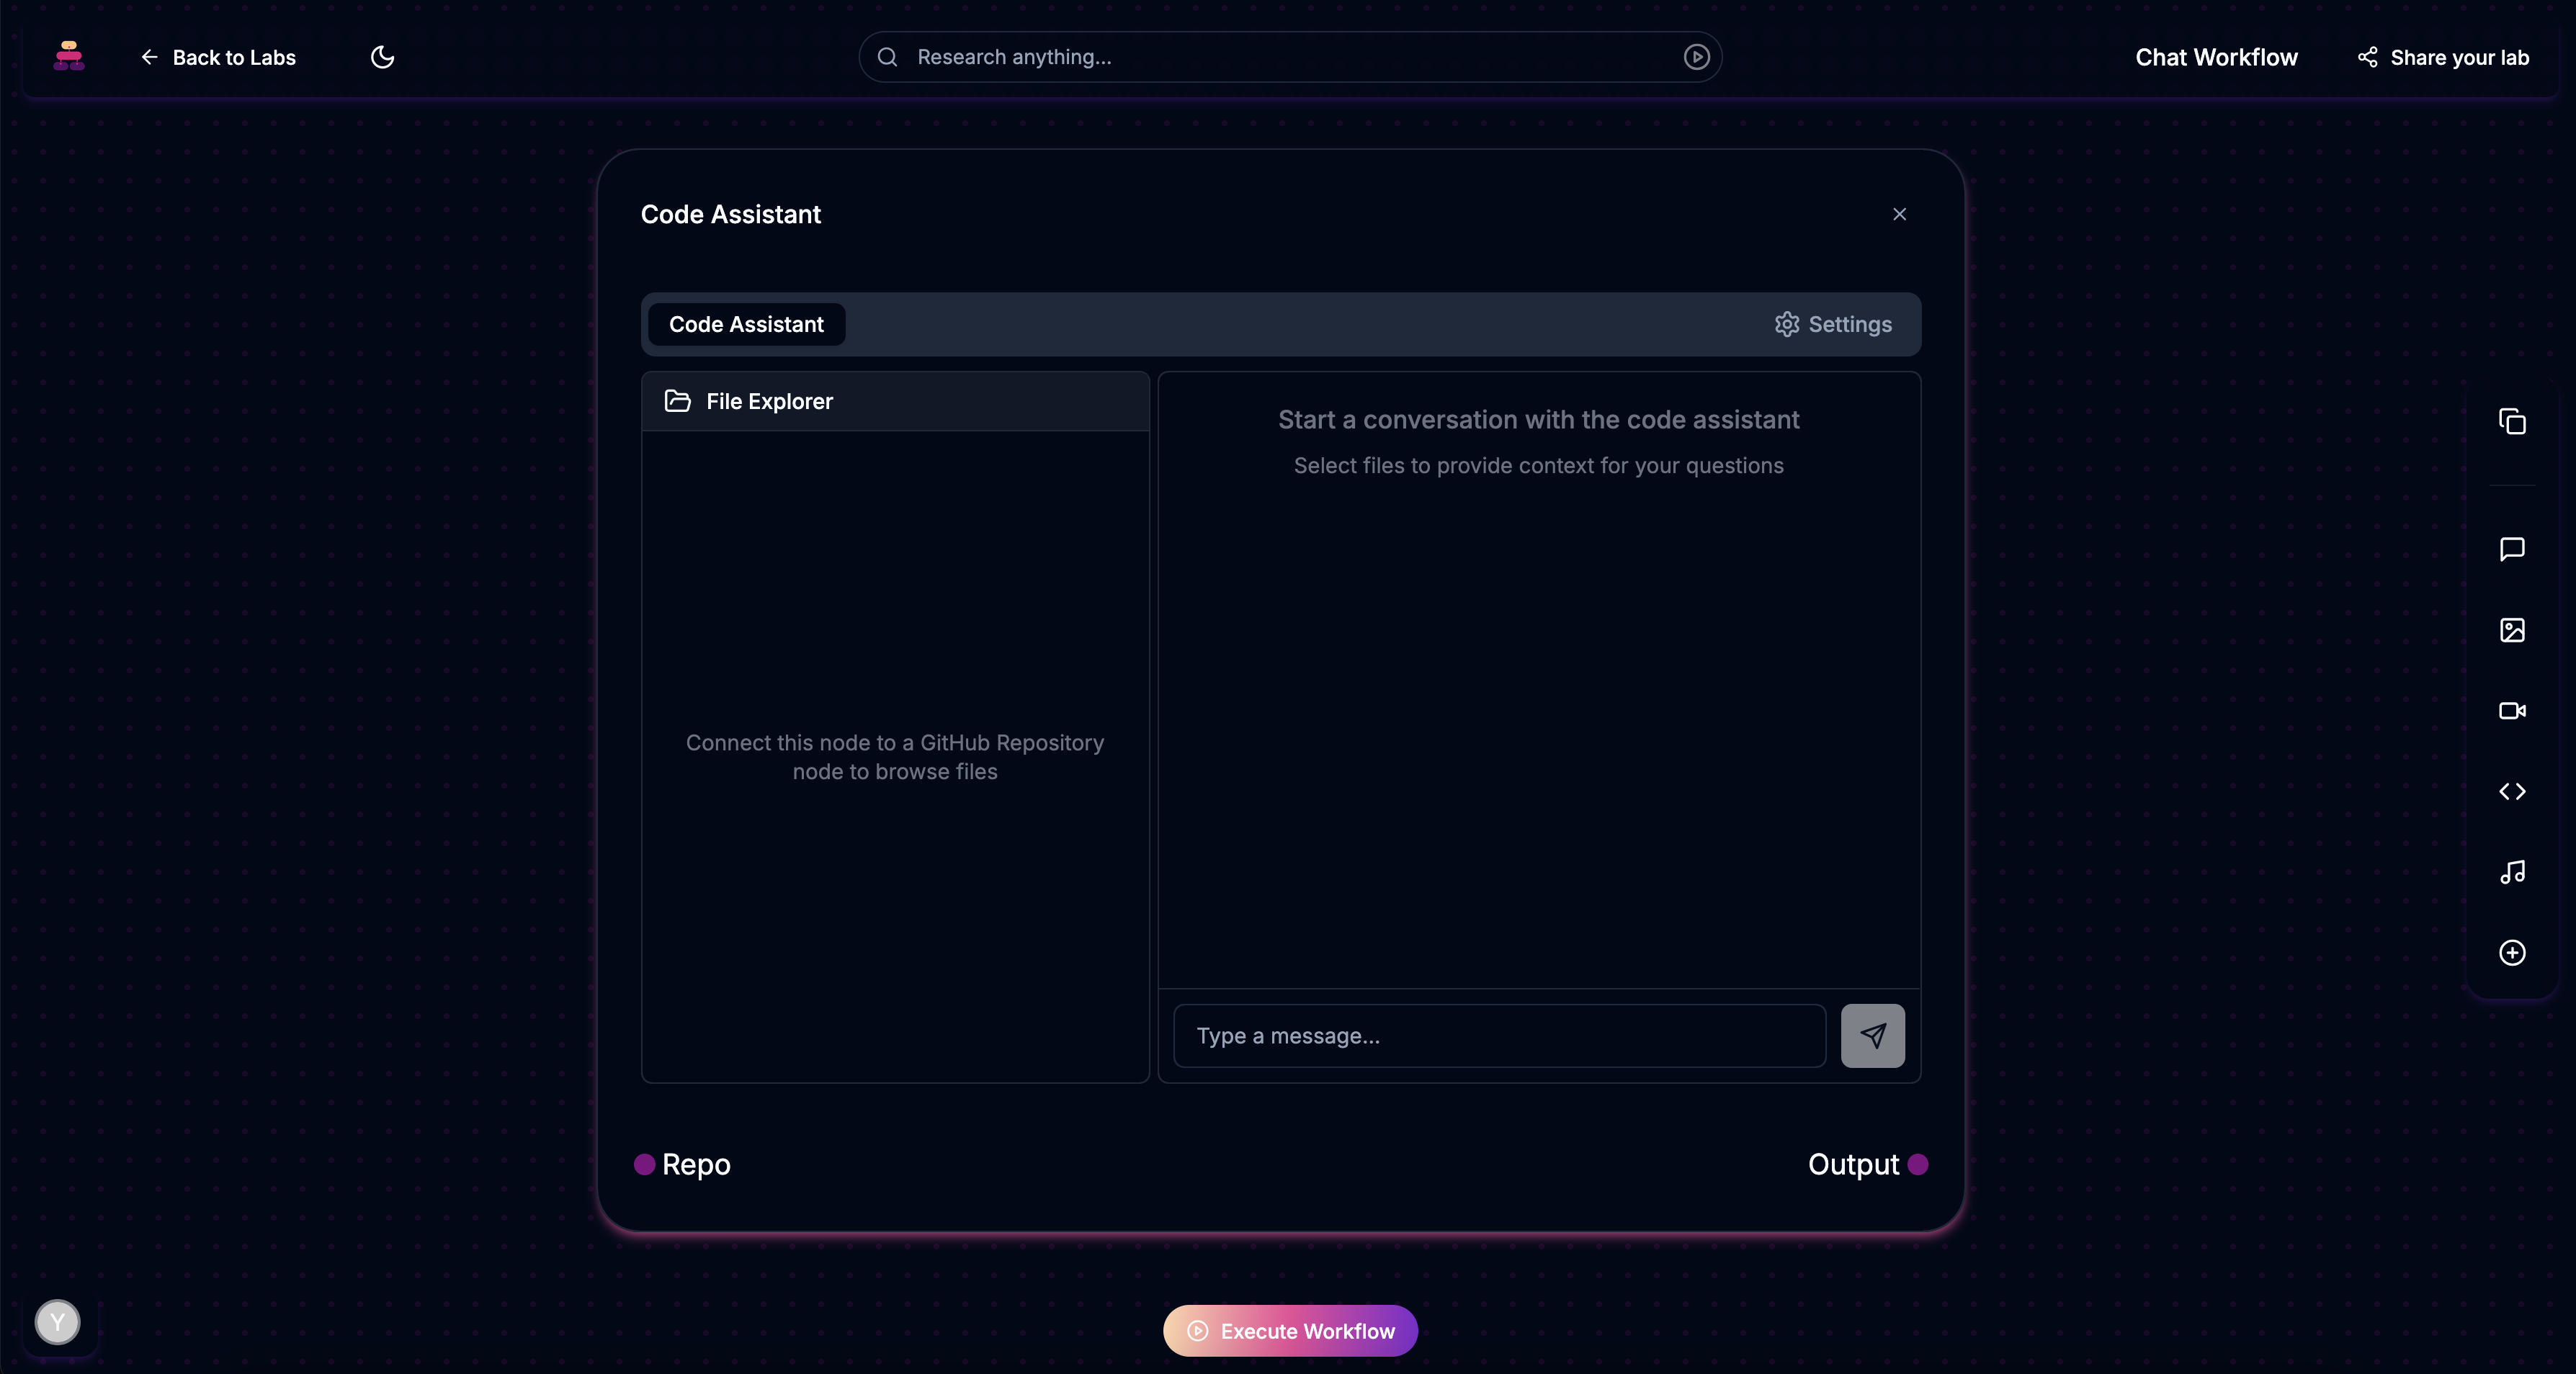 Back to Labs
Research anything...
Chat Workflow
Share your lab
Code Assistant
Code Assistant
Settings
File Explorer
Connect this node to a GitHub Repository
node to browse files
Start a conversation with the code assistant
Select files to provide context for your questions
Type a message...
Repo
Output
Y
Execute Workflow